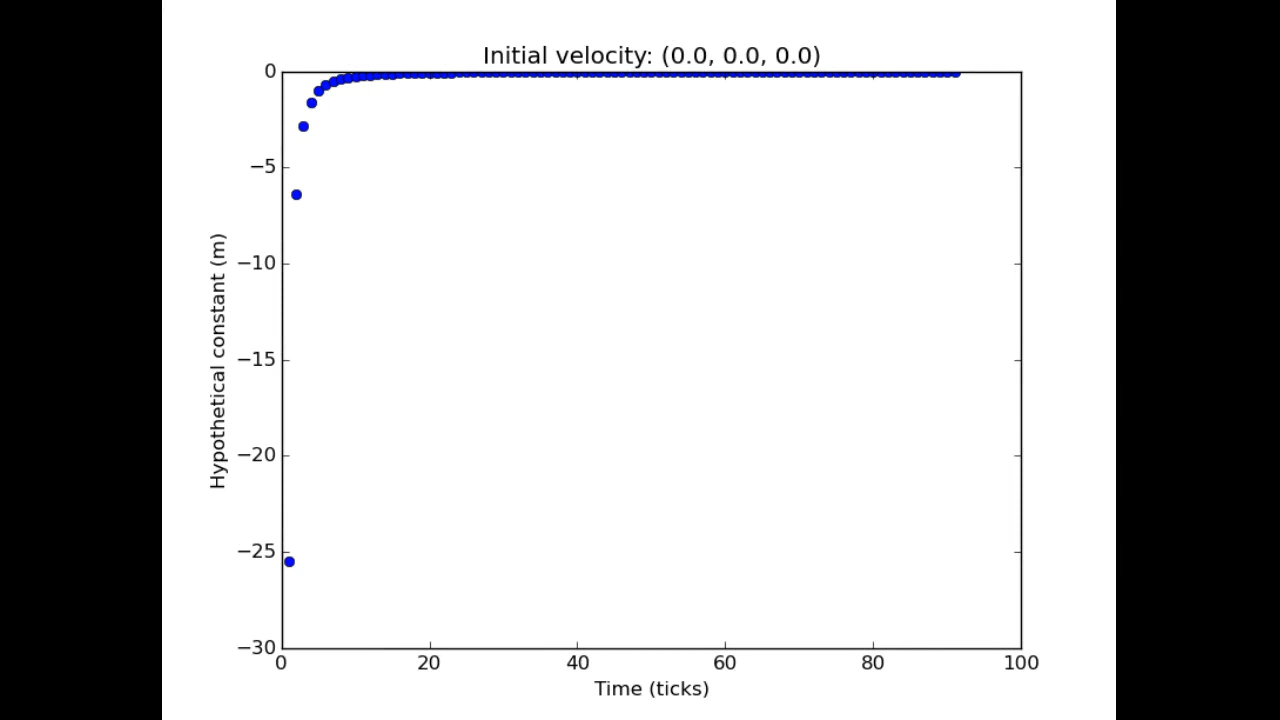 Initial velocity: (0.0, 0.0, 0.0)
0
−5
−10
−15
−20
−25
−30
Hypothetical constant (m)
0 20 40 60 80 100
Time (ticks)